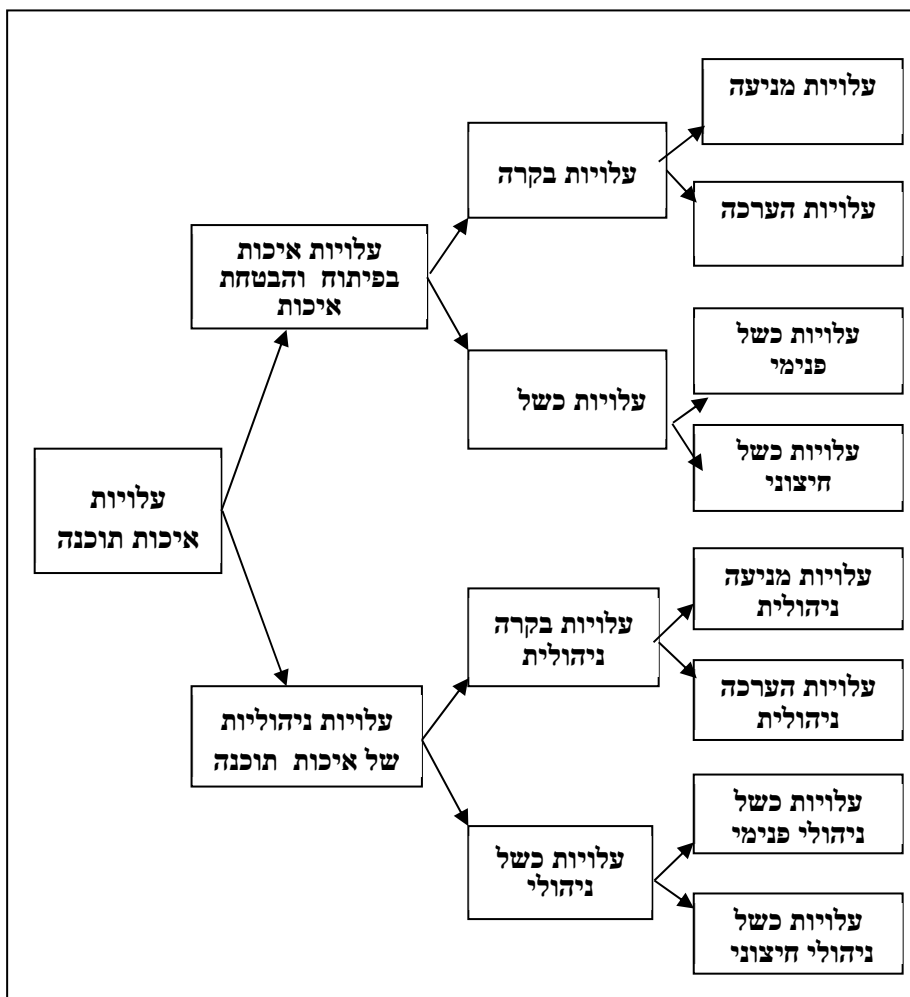 עלויות
איכות תוכנה
עלויות איכות
בפיתוח והבטחת
איכות
עלויות בקרה
עלויות מניעה
עלויות הערכה
עלויות כשל
עלויות כשל
פנימי
עלויות כשל
חיצוני
עלויות ניהוליות
של איכות תוכנה
עלויות בקרה
ניהולית
עלויות מניעה
ניהולית
עלויות הערכה
ניהולית
עלויות כשל
ניהולי
עלויות כשל
ניהולי פנימי
עלויות כשל
ניהולי חיצוני